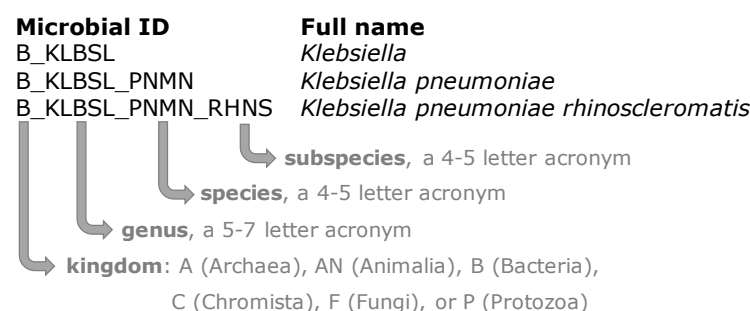 Microbial ID Full name
B_KLBSL Klebsiella
B_KLBSL_PNMN Klebsiella pneumoniae
B_KLBSL_PNMN_RHNS Klebsiella pneumoniae rhinoscleromatis
subspecies, a 4-5 letter acronym
species, a 4-5 letter acronym
genus, a 5-7 letter acronym
kingdom: A (Archaea), AN (Animalia), B (Bacteria),
C (Chromista), F (Fungi), or P (Protozoa)